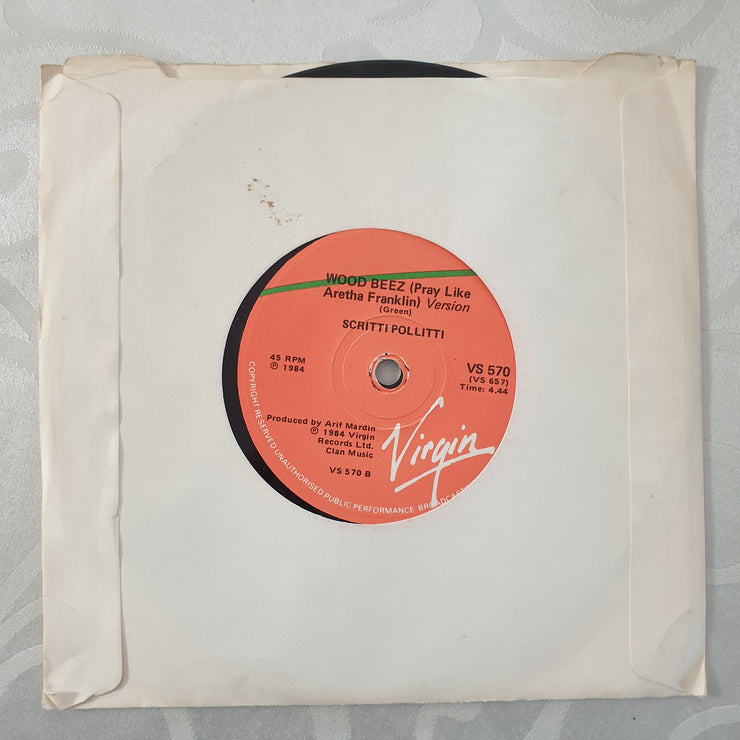 WOOD BEEZ (Pray Like
Aretha Franklin) Version
(Green)
SCRITTI POLLITTI
45 RPM
℗ 1984
VS 570
(VS 657)
Time: 4.44
Produced by Arif Mardin
℗ 1984 Virgin
Records Ltd.
Clan Music
VS 570 B
Virgin
COPYRIGHT RESERVED UNAUTHORISED PUBLIC PERFORMANCE